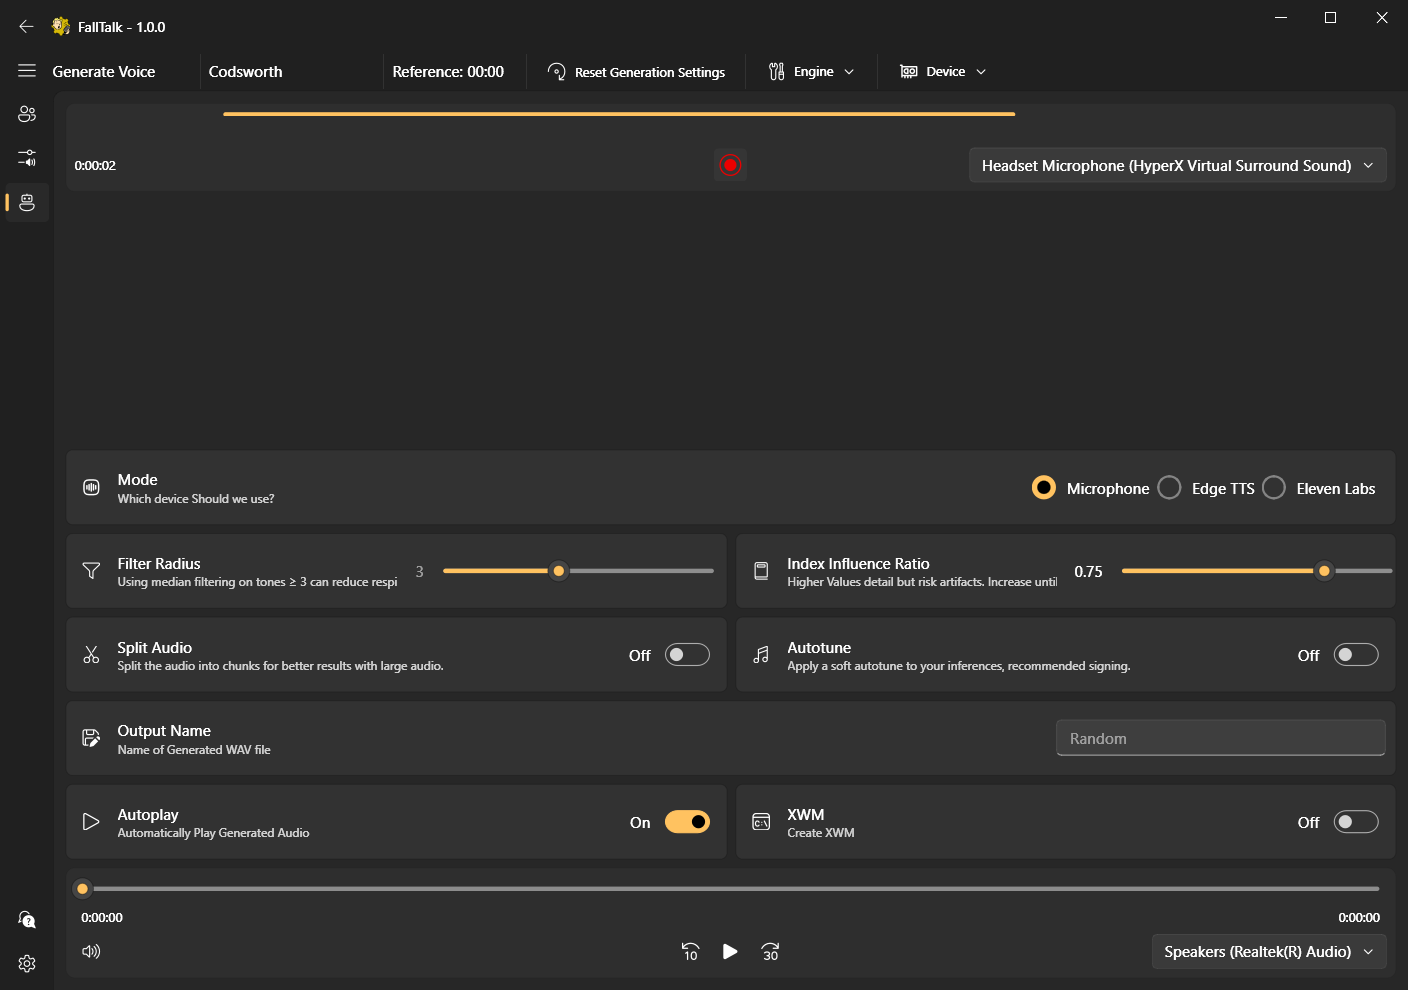 FallTalk - 1.0.0
Generate Voice
Codsworth
Reference: 00:00
Reset Generation Settings
Engine
Device
0:00:02
Headset Microphone (HyperX Virtual Surround Sound)
Mode
Which device Should we use?
Microphone
Edge TTS
Eleven Labs
Filter Radius
Using median filtering on tones ≥ 3 can reduce respi
3
Index Influence Ratio
Higher Values detail but risk artifacts. Increase until
0.75
Split Audio
Split the audio into chunks for better results with large audio.
Off
Autotune
Apply a soft autotune to your inferences, recommended signing.
Off
Output Name
Name of Generated WAV file
Random
Autoplay
Automatically Play Generated Audio
On
C:\
XWM
Create XWM
Off
0:00:00
0:00:00
10
30
Speakers (Realtek(R) Audio)